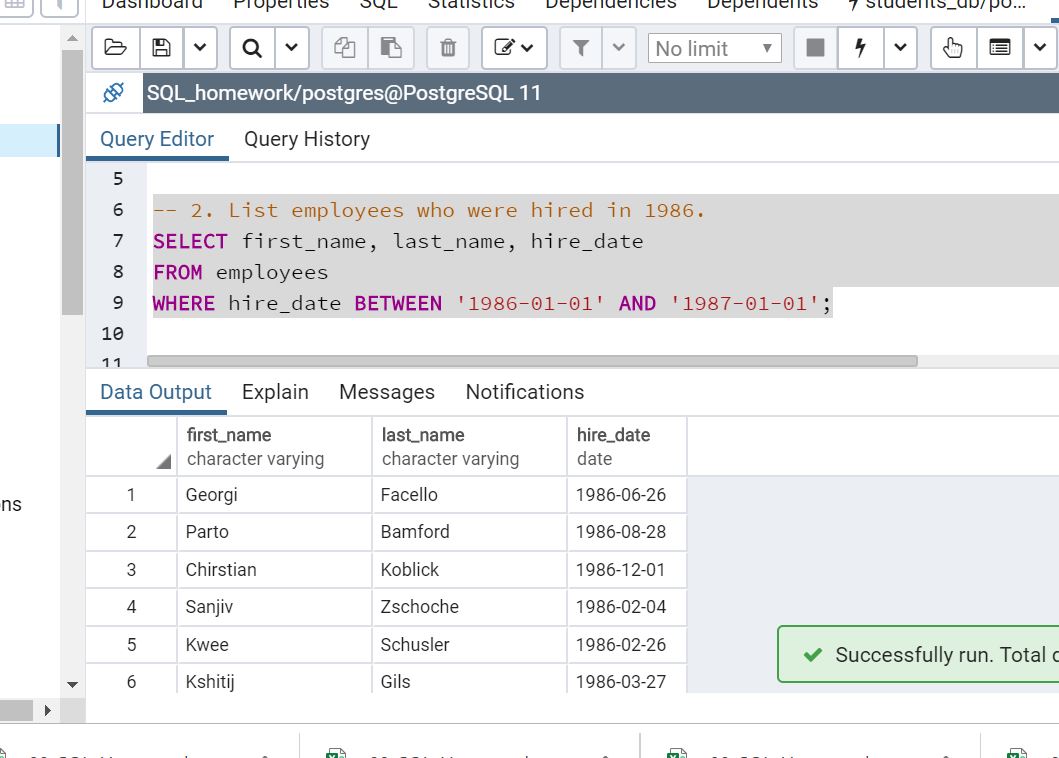 Dashboard Properties SQL Statistics Dependencies Dependents students_db/po...
No limit
SQL_homework/postgres@PostgreSQL 11
Query Editor Query History
5
6 -- 2. List employees who were hired in 1986.
7 SELECT first_name, last_name, hire_date
8 FROM employees
9 WHERE hire_date BETWEEN '1986-01-01' AND '1987-01-01';
10
11
Data Output Explain Messages Notifications
first_name last_name hire_date
character varying character varying date
1 Georgi Facello 1986-06-26
ns
2 Parto Bamford 1986-08-28
3 Chirstian Koblick 1986-12-01
4 Sanjiv Zschoche 1986-02-04
5 Kwee Schusler 1986-02-26
Successfully run. Total
6 Kshitij Gils 1986-03-27